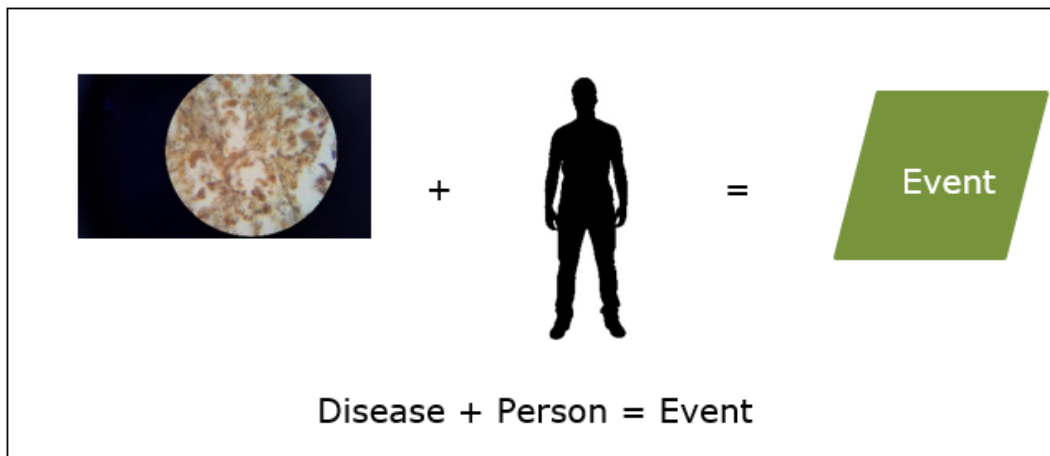 + = Event
Disease + Person = Event